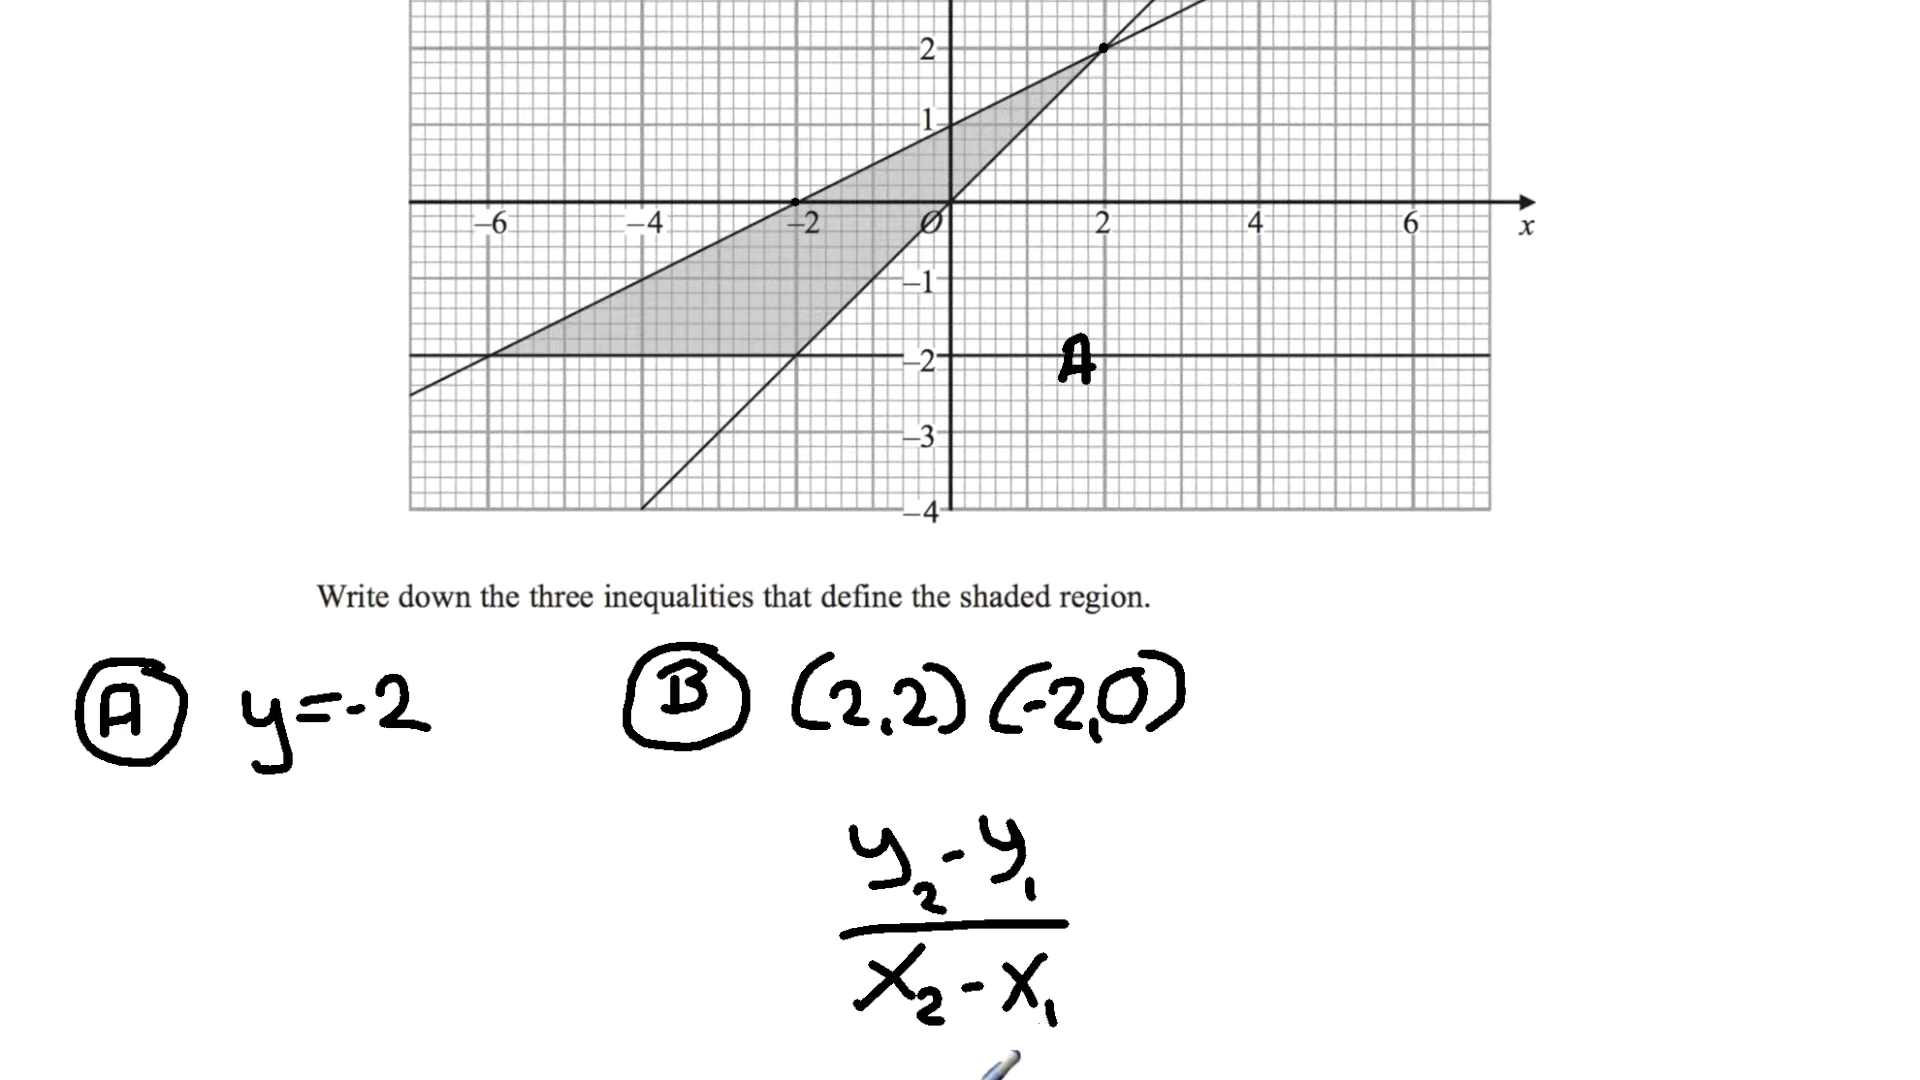 2
1
–6 –4 –2 O 2 4 6 x
–1
A
–2
–3
–4
Write down the three inequalities that define the shaded region.
A y=-2 B (2,2) (-2,0)
y₂-y₁
x₂-x₁